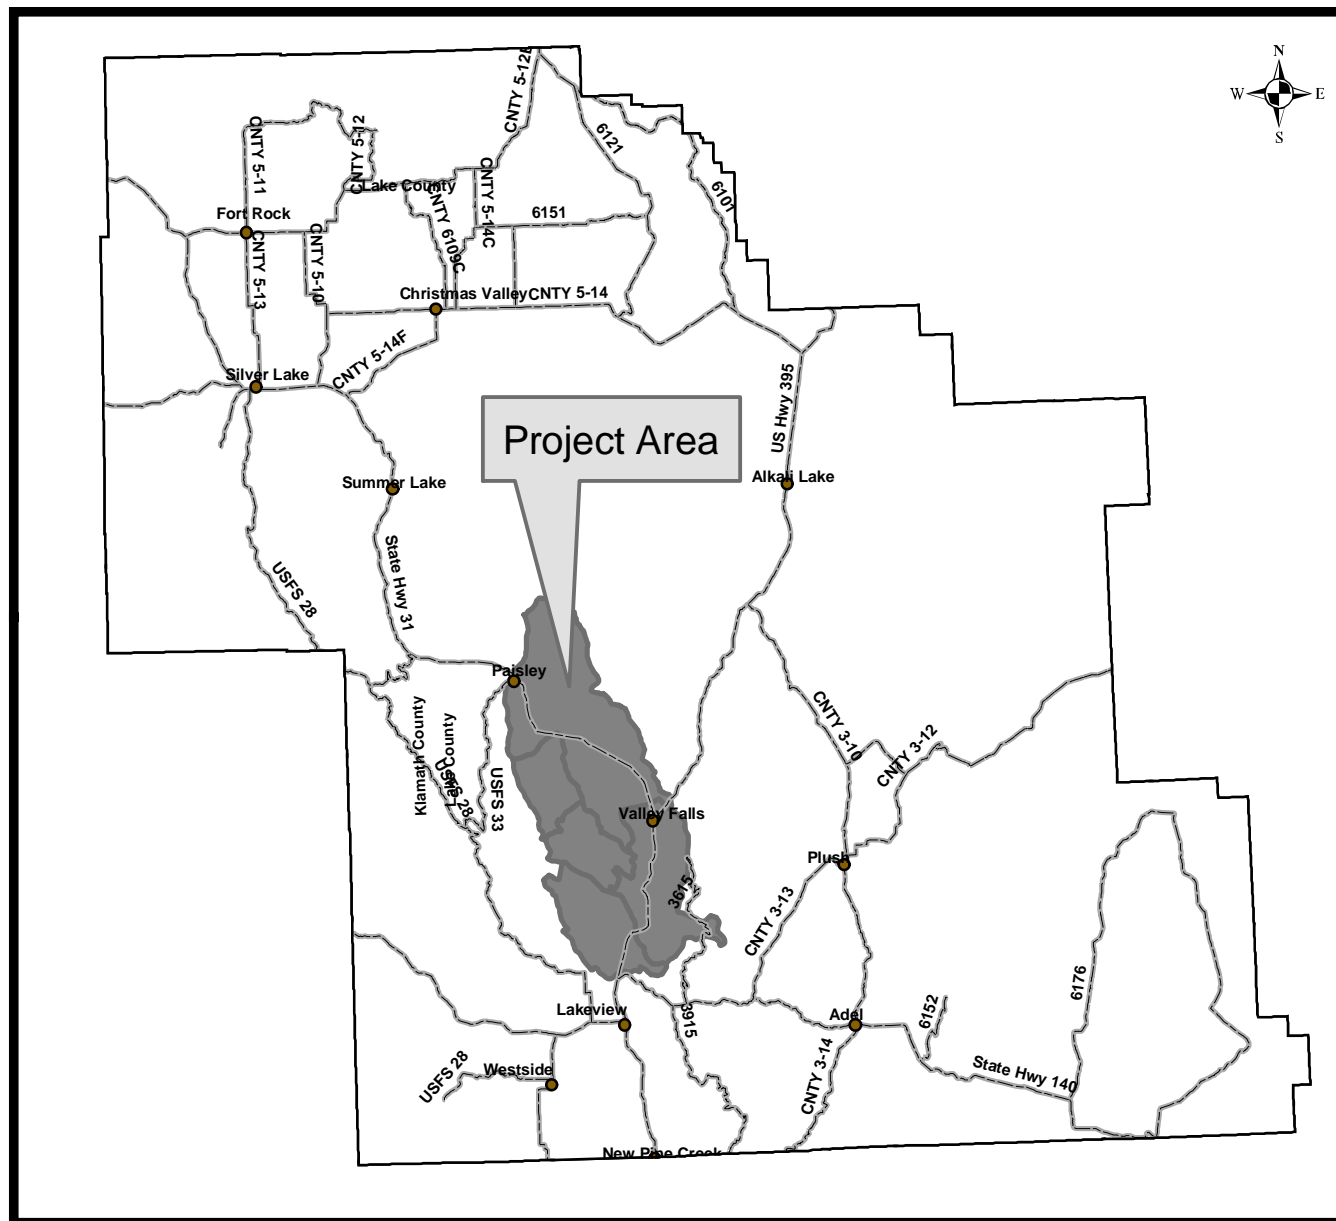 N
W
E
S
CNTY 5-12B
6121
6101
CNTY 5-11
CNTY 5-12
Lake County
CNTY 5-14C
CNTY 6109C
6151
Fort Rock
CNTY 5-13
CNTY 5-10
Christmas Valley
CNTY 5-14
CNTY 5-14F
Silver Lake
US Hwy 395
Project Area
Summer Lake
Alkali Lake
State Hwy 31
USFS 28
Paisley
Klamath County
Lake County
USFS 28
USFS 33
CNTY 3-10
CNTY 3-12
Valley Falls
Plush
3615
CNTY 3-13
Lakeview
3915
Adel
6152
6176
CNTY 3-14
State Hwy 140
Westside
USFS 28
New Pine Creek